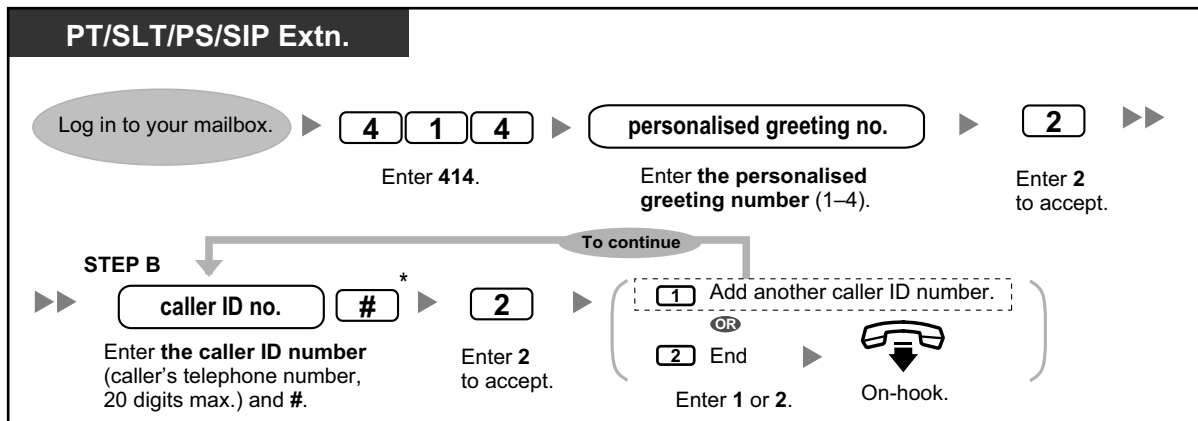 PT/SLT/PS/SIP Extn.
Log in to your mailbox.
4 1 4
personalised greeting no.
2
Enter 414.
Enter the personalised
greeting number (1–4).
Enter 2
to accept.
To continue
STEP B
caller ID no.
# *
2
1 Add another caller ID number.
OR
2 End
Enter the caller ID number
(caller's telephone number,
20 digits max.) and #.
Enter 2
to accept.
Enter 1 or 2.
On-hook.